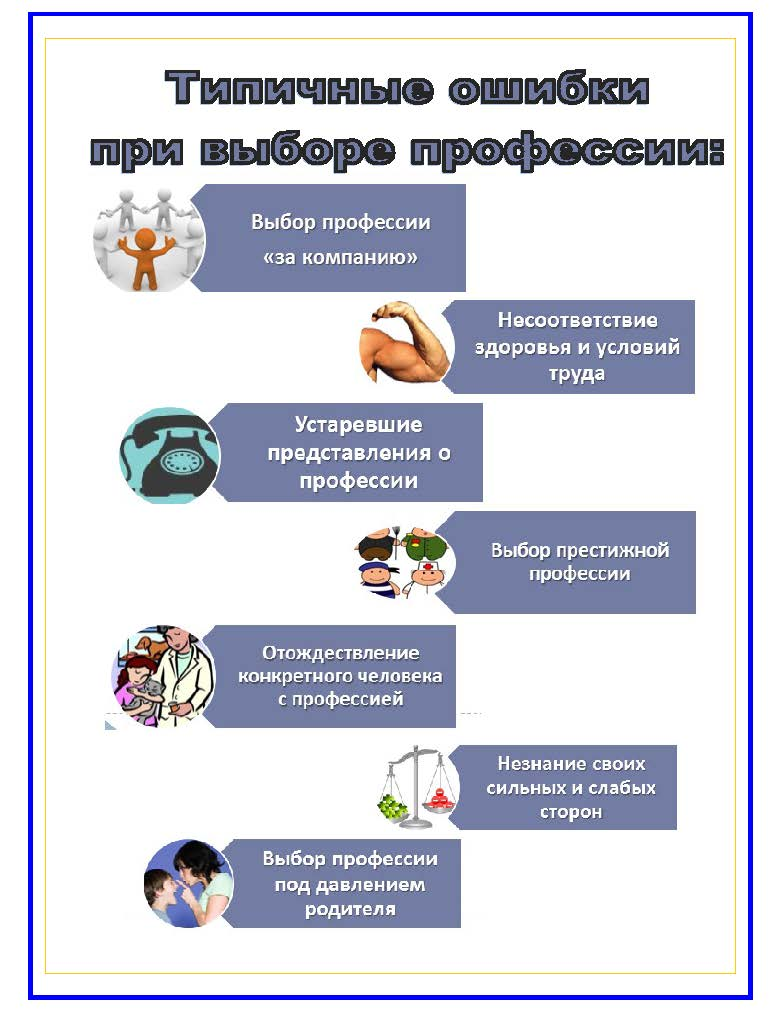 Типичные ошибки
при выборе профессии:
Выбор профессии
«за компанию»
Несоответствие
здоровья и условий
труда
Устаревшие
представления о
профессии
Выбор престижной
профессии
Отождествление
конкретного человека
с профессией
Незнание своих
сильных и слабых
сторон
Выбор профессии
под давлением
родителя